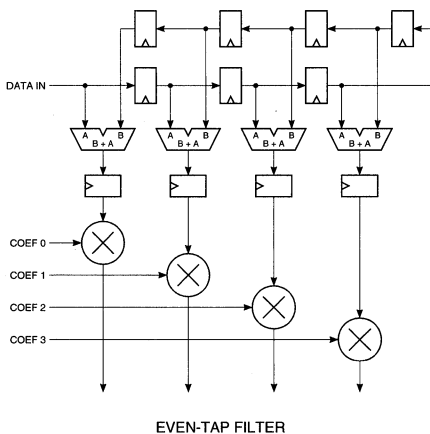 DATA IN
A B A B A B A B
B + A B + A B + A B + A
COEF 0
COEF 1
COEF 2
COEF 3
EVEN-TAP FILTER